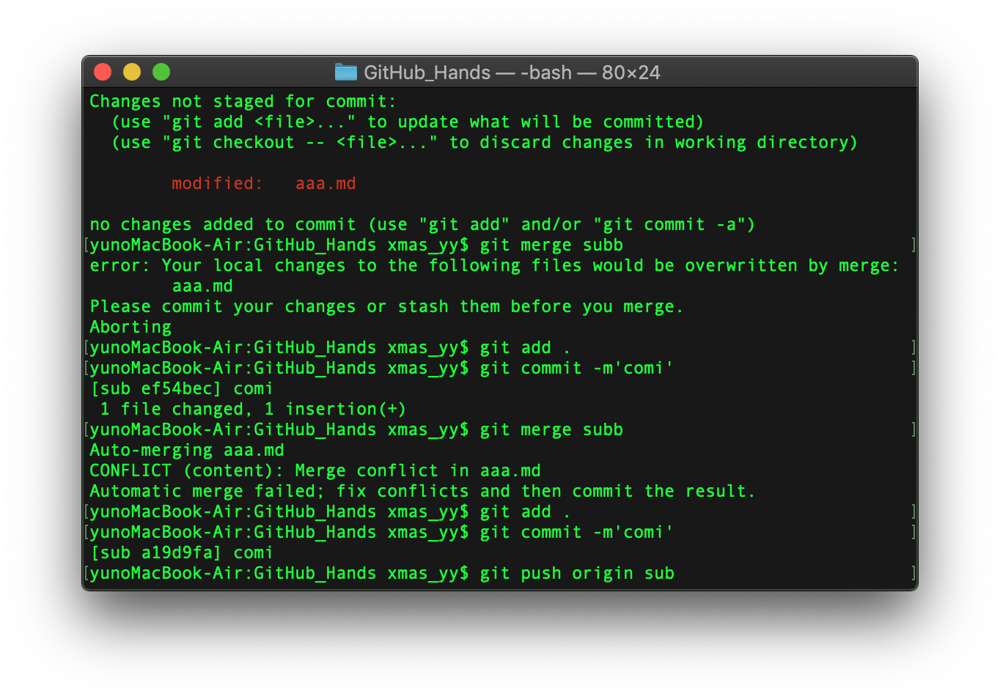 GitHub_Hands — -bash — 80×24
Changes not staged for commit:
  (use "git add <file>..." to update what will be committed)
  (use "git checkout -- <file>..." to discard changes in working directory)
        modified:   aaa.md
no changes added to commit (use "git add" and/or "git commit -a")
[yunoMacBook-Air:GitHub_Hands xmas_yy$ git merge subb ]
error: Your local changes to the following files would be overwritten by merge:
        aaa.md
Please commit your changes or stash them before you merge.
Aborting
[yunoMacBook-Air:GitHub_Hands xmas_yy$ git add . ]
[yunoMacBook-Air:GitHub_Hands xmas_yy$ git commit -m'comi' ]
[sub ef54bec] comi
 1 file changed, 1 insertion(+)
[yunoMacBook-Air:GitHub_Hands xmas_yy$ git merge subb ]
Auto-merging aaa.md
CONFLICT (content): Merge conflict in aaa.md
Automatic merge failed; fix conflicts and then commit the result.
[yunoMacBook-Air:GitHub_Hands xmas_yy$ git add . ]
[yunoMacBook-Air:GitHub_Hands xmas_yy$ git commit -m'comi' ]
[sub a19d9fa] comi
[yunoMacBook-Air:GitHub_Hands xmas_yy$ git push origin sub ]